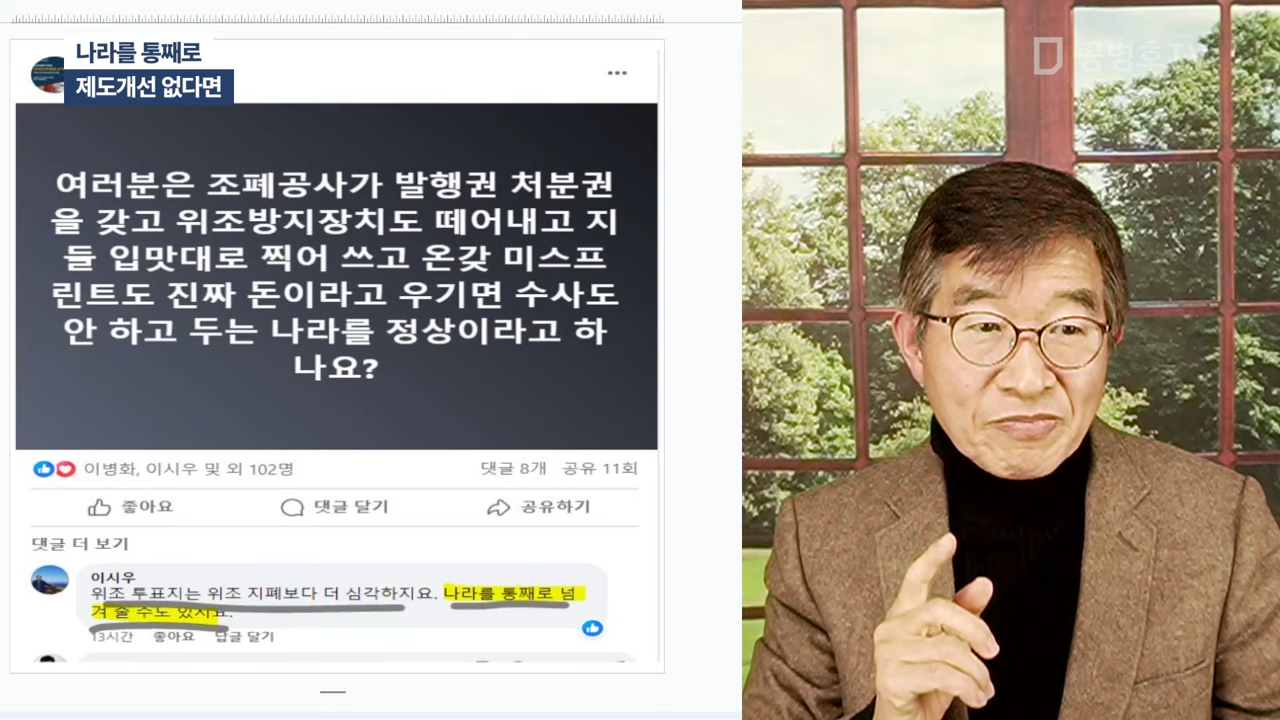 나라를 통째로
제도개선 없다면
공병호TV
여러분은 조폐공사가 발행권 처분권
을 갖고 위조방지장치도 떼어내고 지
들 입맛대로 찍어 쓰고 온갖 미스프
린트도 진짜 돈이라고 우기면 수사도
안 하고 두는 나라를 정상이라고 하
나요?
이병화, 이시우 및 외 102명
댓글 8개 공유 11회
좋아요 댓글 달기 공유하기
댓글 더 보기
이시우
위조 투표지는 위조 지폐보다 더 심각하지요. 나라를 통째로 넘
겨 줄 수도 있지요.
13시간 좋아요 답글 달기